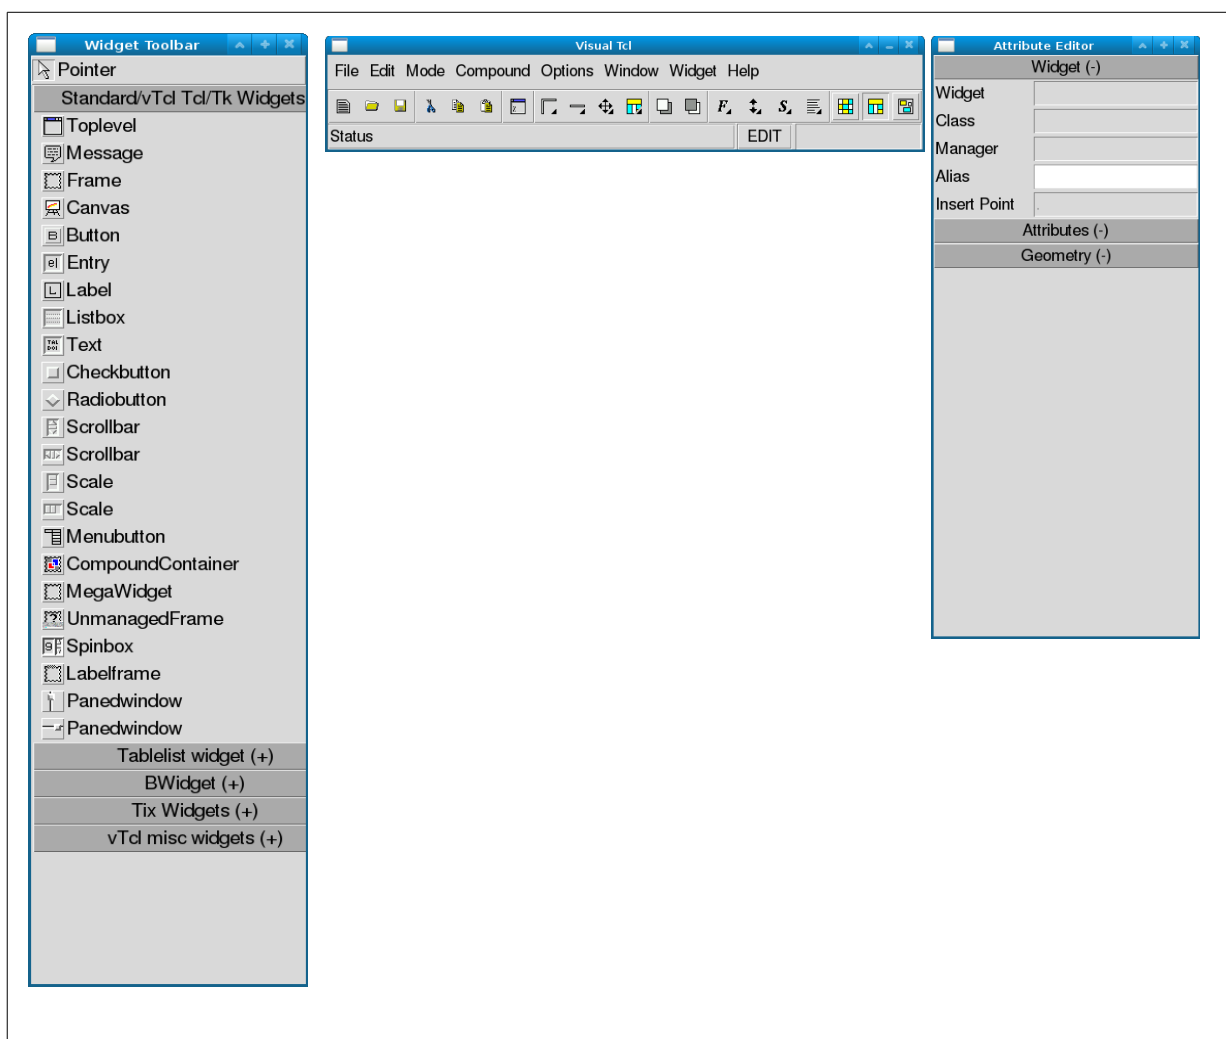 Widget Toolbar
Pointer
Standard/vTcl Tcl/Tk Widgets
Toplevel
Message
Frame
Canvas
Button
Entry
Label
Listbox
Text
Checkbutton
Radiobutton
Scrollbar
Scrollbar
Scale
Scale
Menubutton
CompoundContainer
MegaWidget
UnmanagedFrame
Spinbox
Labelframe
Panedwindow
Panedwindow
Tablelist widget (+)
BWidget (+)
Tix Widgets (+)
vTcl misc widgets (+)
Visual Tcl
File Edit Mode Compound Options Window Widget Help
Status EDIT
Attribute Editor
Widget (-)
Widget
Class
Manager
Alias
Insert Point .
Attributes (-)
Geometry (-)